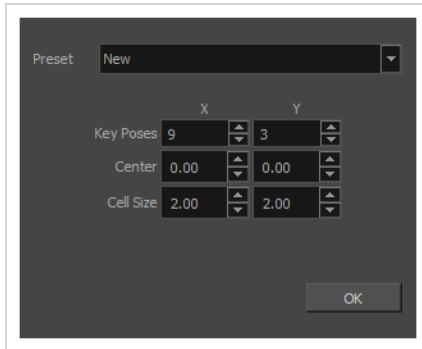 Preset New
X Y
Key Poses 9 3
Center 0.00 0.00
Cell Size 2.00 2.00
OK